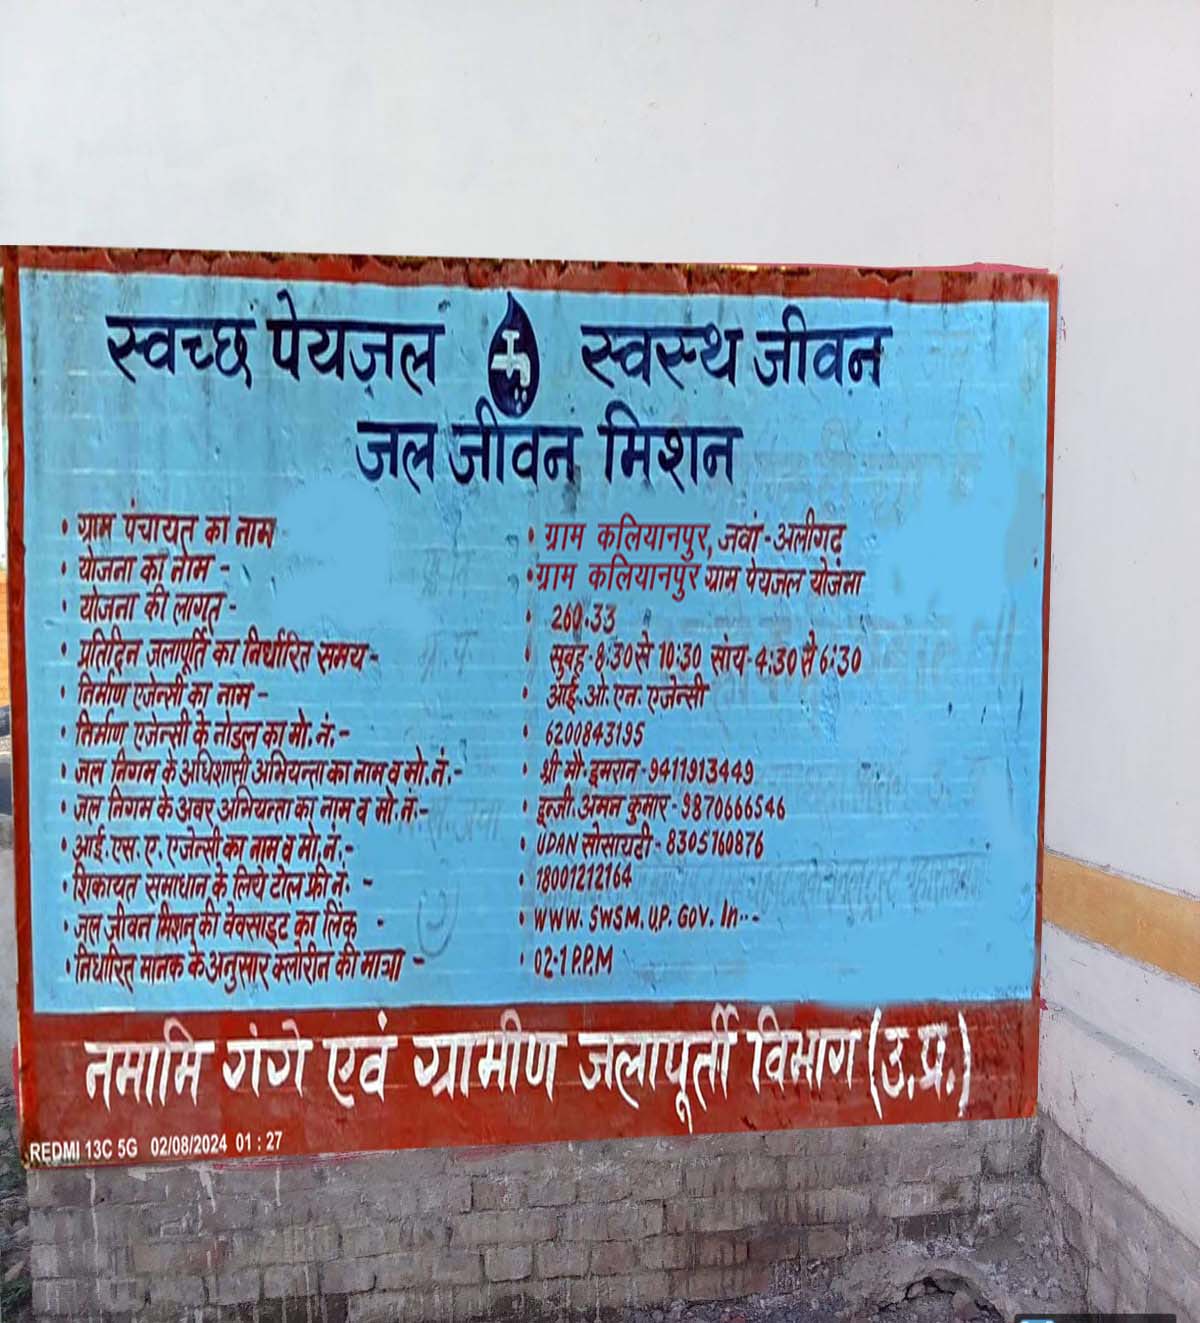 स्वच्छ पेयजल स्वस्थ जीवन
जल जीवन मिशन
• ग्राम पंचायत का नाम - • ग्राम कलियानपुर, जवां - अलीगढ़
• योजना का नाम - • ग्राम कलियानपुर ग्राम पेयजल योजना
• योजना की लागत - • 260.33
• प्रतिदिन जलापूर्ति का निर्धारित समय - • सुबह - 8:30 से 10:30 सांय - 4:30 से 6:30
• निर्माण एजेन्सी का नाम - • आई.ओ.एन. एजेन्सी
• निर्माण एजेन्सी के नोडल का मो.नं.- • 6200843195
• जल निगम के अधिशासी अभियन्ता का नाम व मो.नं.- • श्री मौ. इमरान - 9411913449
• जल निगम के अवर अभियन्ता का नाम व मो.नं.- • इन्जी. अमन कुमार - 9870666546
• आई.एस.ए. एजेन्सी का नाम व मो.नं.- • UDAN सोसायटी - 8305760876
• शिकायत समाधान के लिये टोल फ्री नं. - • 18001212164
• जल जीवन मिशन की वेबसाइट का लिंक - • WWW. SWSM. UP. GOV. In --
• निर्धारित मानक के अनुसार क्लोरीन की मात्रा - • 02-1 P.P.M
नमामि गंगे एवं ग्रामीण जलापूर्ती विभाग (उ.प्र.)
REDMI 13C 5G 02/08/2024 01 : 27